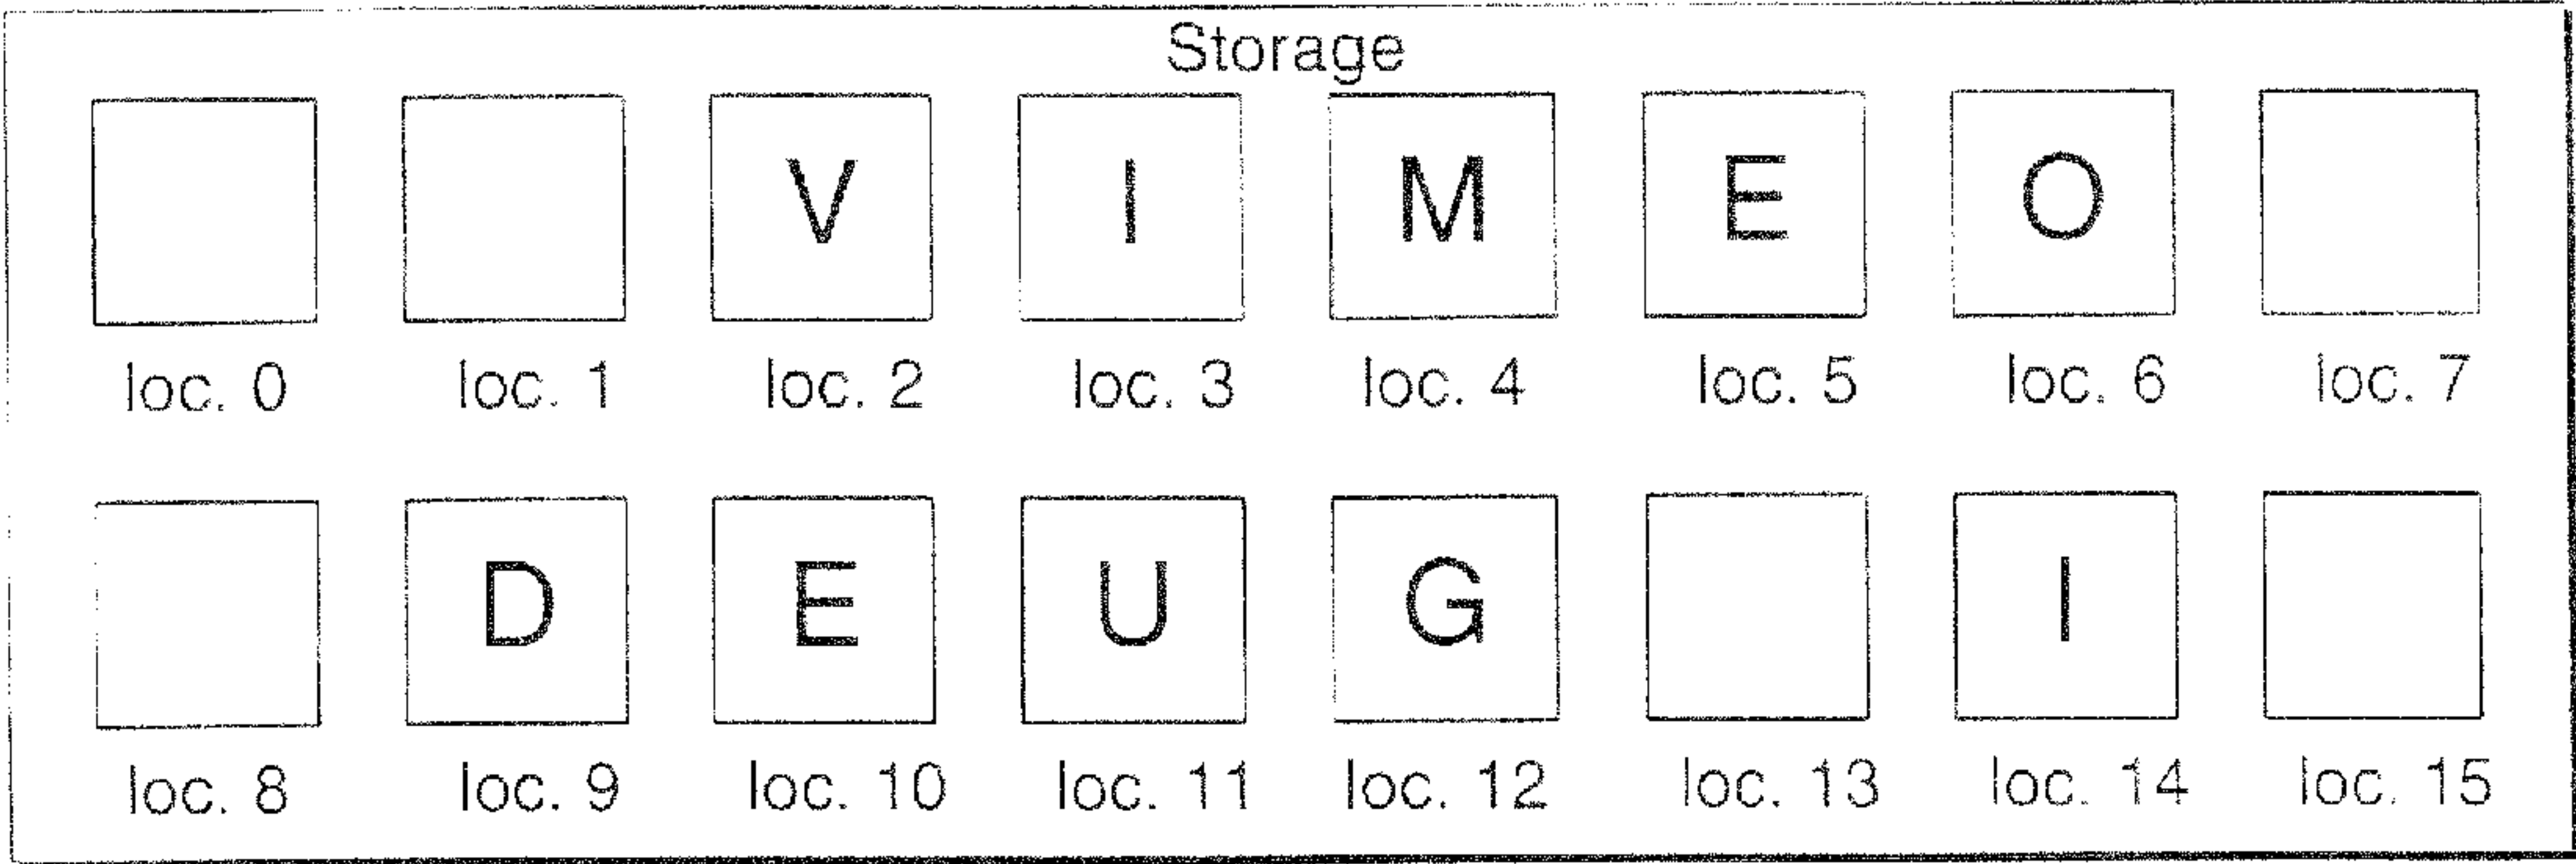 Storage
V I M E O
loc. 0 loc. 1 loc. 2 loc. 3 loc. 4 loc. 5 loc. 6 loc. 7
D E U G I
loc. 8 loc. 9 loc. 10 loc. 11 loc. 12 loc. 13 loc. 14 loc. 15